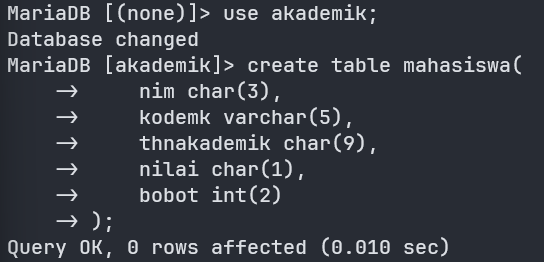 MariaDB [(none)]> use akademik;
Database changed
MariaDB [akademik]> create table mahasiswa(
    ->     nim char(3),
    ->     kodemk varchar(5),
    ->     thnakademik char(9),
    ->     nilai char(1),
    ->     bobot int(2)
    -> );
Query OK, 0 rows affected (0.010 sec)